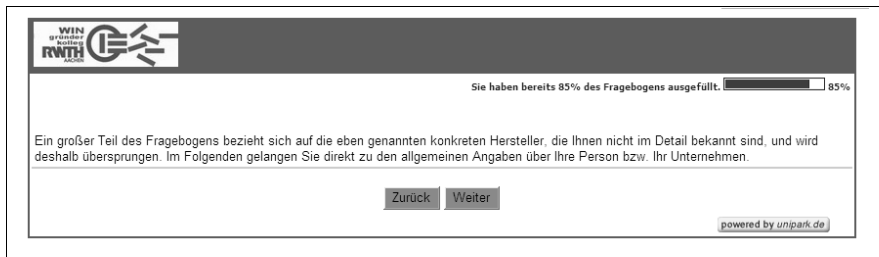 WIN
gründer
kolleg
RWTH
AACHEN
Sie haben bereits 85% des Fragebogens ausgefüllt. 85%
Ein großer Teil des Fragebogens bezieht sich auf die eben genannten konkreten Hersteller, die Ihnen nicht im Detail bekannt sind, und wird
deshalb übersprungen. Im Folgenden gelangen Sie direkt zu den allgemeinen Angaben über Ihre Person bzw. Ihr Unternehmen.
Zurück Weiter
powered by unipark.de